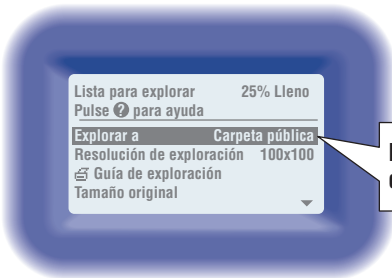 Lista para explorar 25% Lleno
Pulse ? para ayuda
Explorar a Carpeta pública
Resolución de exploración 100x100
Guía de exploración
Tamaño original